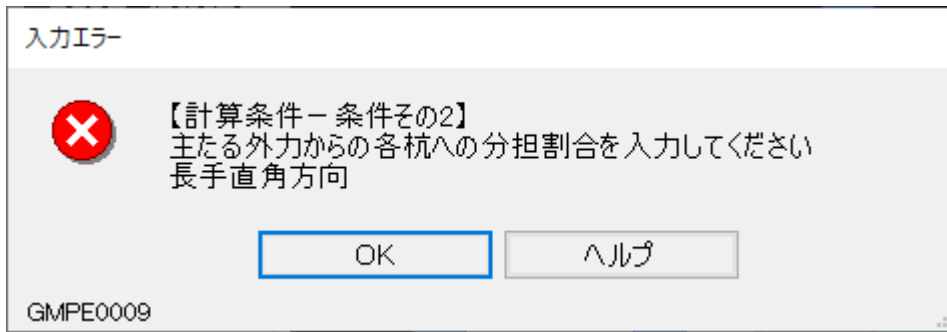 入力エラー
【計算条件－条件その2】
主たる外力からの各杭への分担割合を入力してください
長手直角方向
OK
ヘルプ
GMPE0009